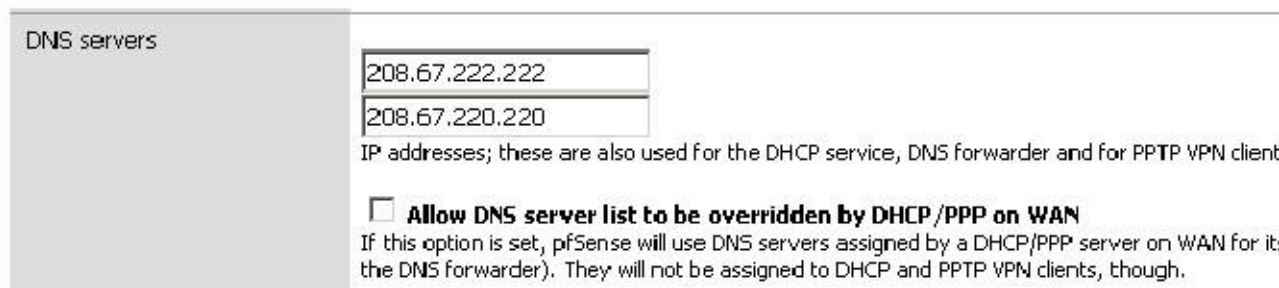 DNS servers
208.67.222.222
208.67.220.220
IP addresses; these are also used for the DHCP service, DNS forwarder and for PPTP VPN client
Allow DNS server list to be overridden by DHCP/PPP on WAN
If this option is set, pfSense will use DNS servers assigned by a DHCP/PPP server on WAN for its
the DNS forwarder). They will not be assigned to DHCP and PPTP VPN clients, though.